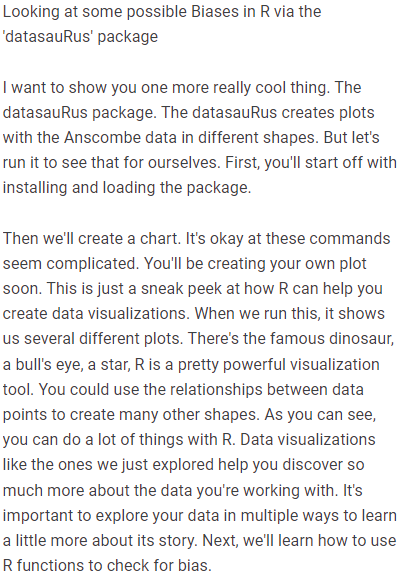 Looking at some possible Biases in R via the
'datasauRus' package
I want to show you one more really cool thing. The
datasauRus package. The datasauRus creates plots
with the Anscombe data in different shapes. But let's
run it to see that for ourselves. First, you'll start off with
installing and loading the package.
Then we'll create a chart. It's okay at these commands
seem complicated. You'll be creating your own plot
soon. This is just a sneak peek at how R can help you
create data visualizations. When we run this, it shows
us several different plots. There's the famous dinosaur,
a bull's eye, a star, R is a pretty powerful visualization
tool. You could use the relationships between data
points to create many other shapes. As you can see,
you can do a lot of things with R. Data visualizations
like the ones we just explored help you discover so
much more about the data you're working with. It's
important to explore your data in multiple ways to learn
a little more about its story. Next, we'll learn how to use
R functions to check for bias.